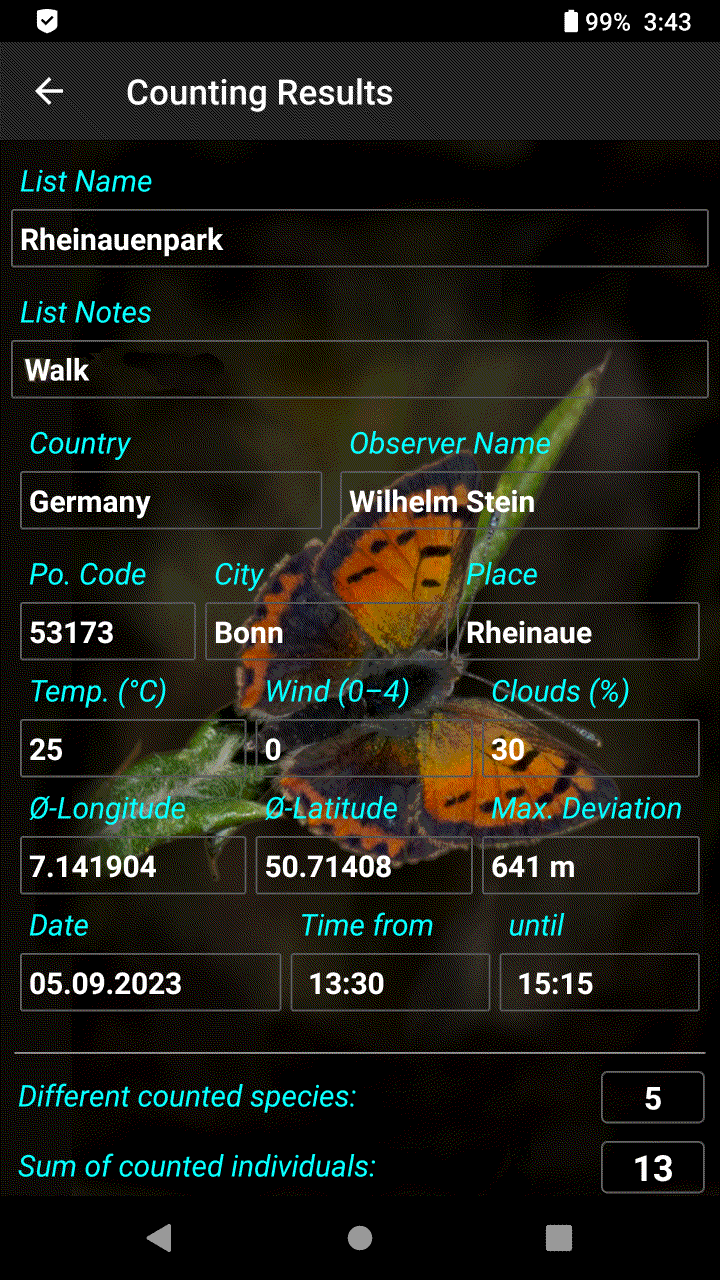 99% 3:43
Counting Results
List Name
Rheinauenpark
List Notes
Walk
Country Observer Name
Germany Wilhelm Stein
Po. Code City Place
53173 Bonn Rheinaue
Temp. (°C) Wind (0–4) Clouds (%)
25 0 30
Ø-Longitude Ø-Latitude Max. Deviation
7.141904 50.71408 641 m
Date Time from until
05.09.2023 13:30 15:15
Different counted species: 5
Sum of counted individuals: 13